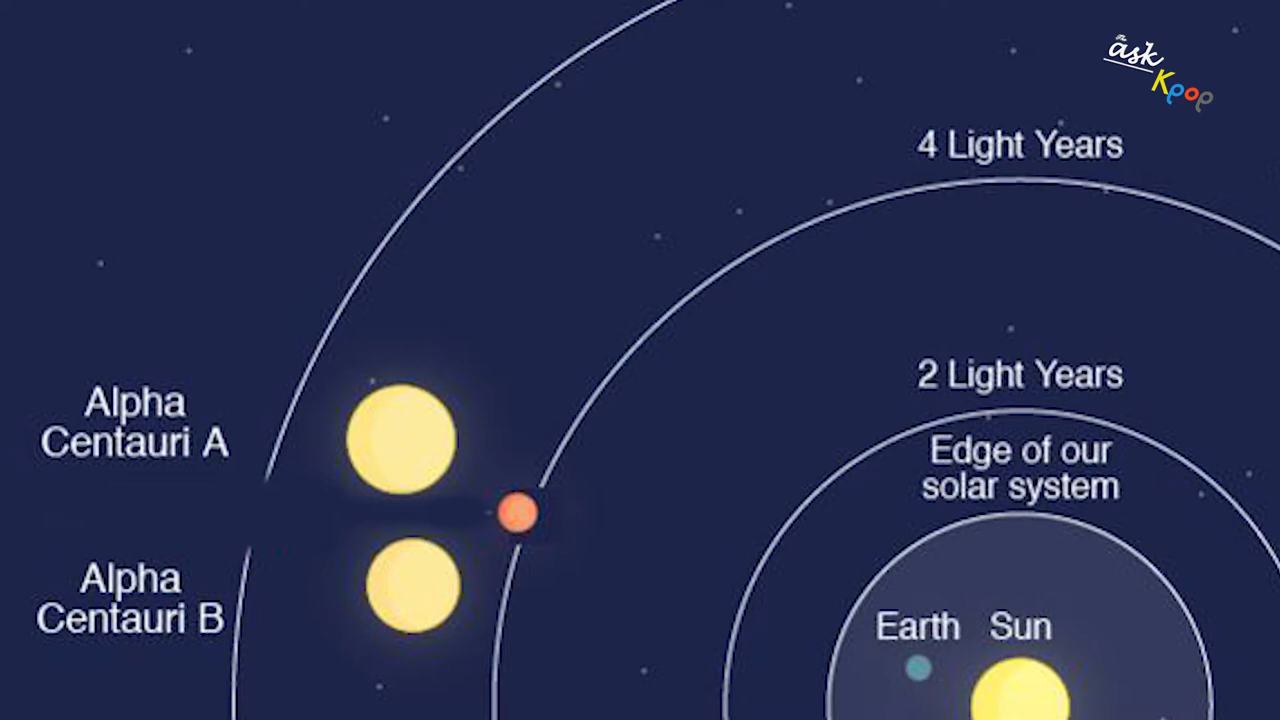 ask
Kpop
4 Light Years
2 Light Years
Edge of our
solar system
Alpha
Centauri A
Alpha
Centauri B
Earth Sun